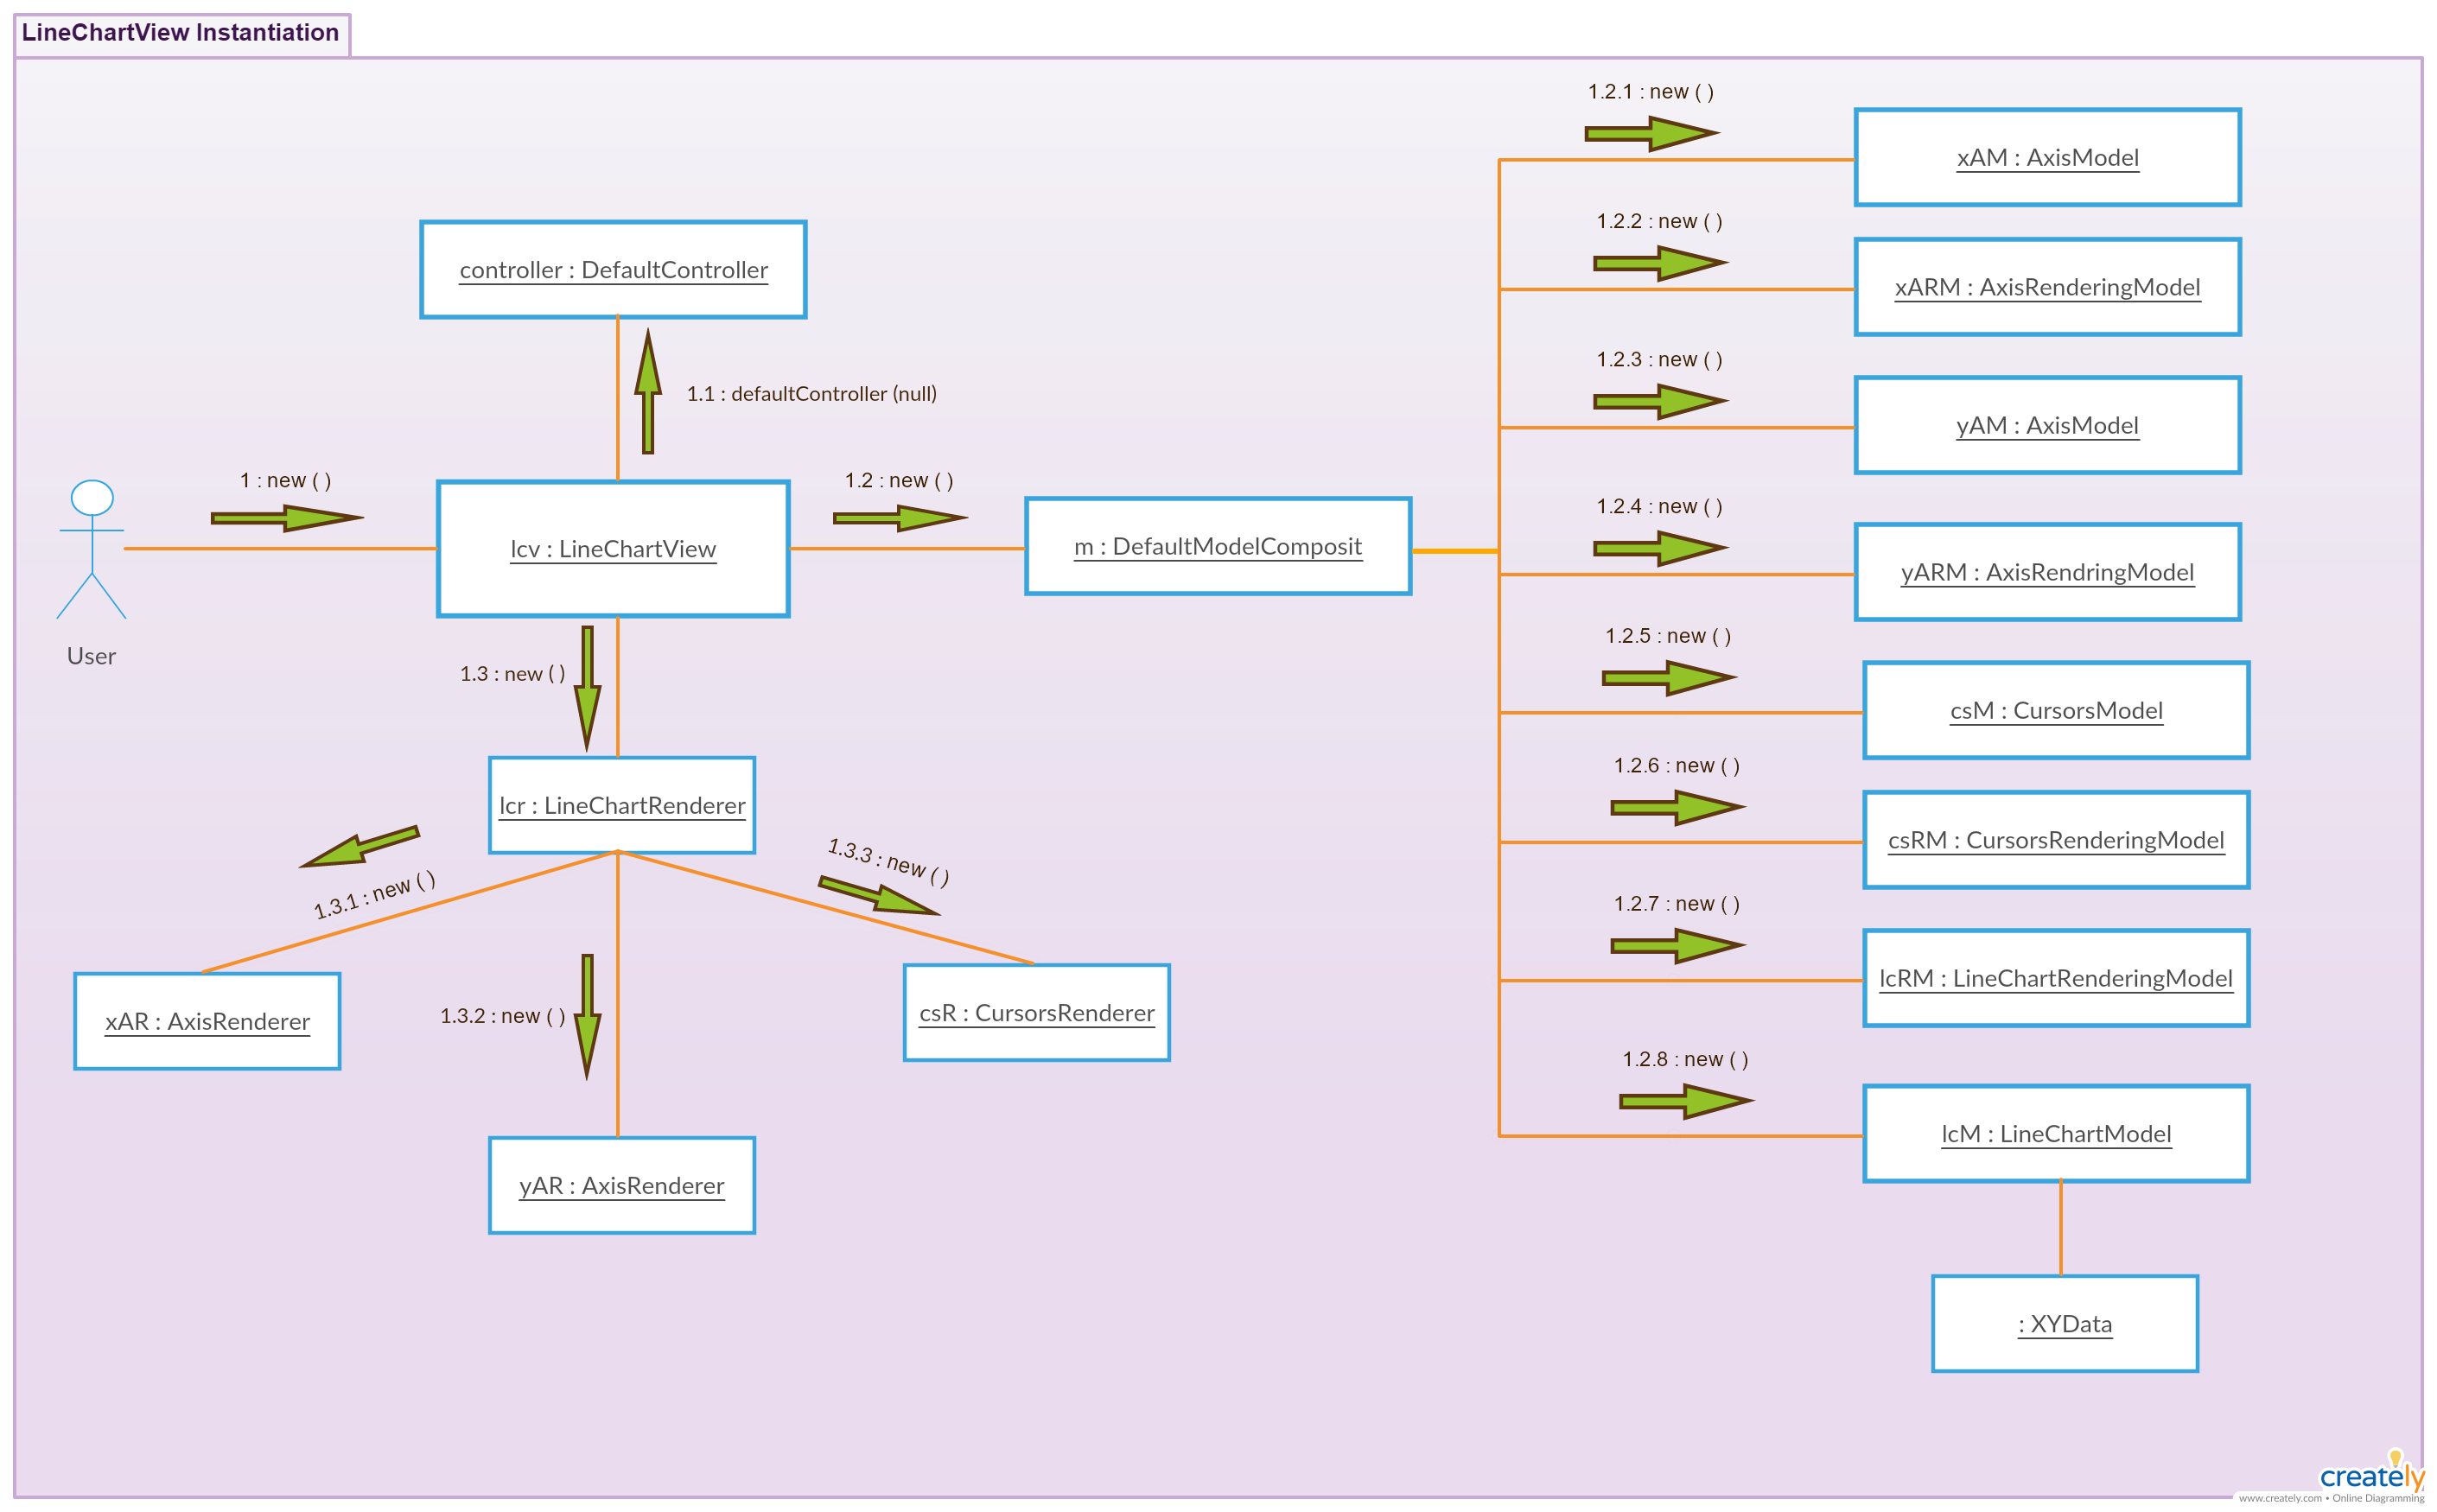 LineChartView Instantiation
1.2.1 : new ( )
xAM : AxisModel
1.2.2 : new ( )
controller : DefaultController
xARM : AxisRenderingModel
1.2.3 : new ( )
1.1 : defaultController (null)
yAM : AxisModel
1 : new ( )
1.2 : new ( )
1.2.4 : new ( )
lcv : LineChartView
m : DefaultModelComposit
yARM : AxisRendringModel
User
1.2.5 : new ( )
1.3 : new ( )
csM : CursorsModel
1.2.6 : new ( )
lcr : LineChartRenderer
csRM : CursorsRenderingModel
1.3.1 : new ( )
1.3.3 : new ( )
1.2.7 : new ( )
lcRM : LineChartRenderingModel
xAR : AxisRenderer
1.3.2 : new ( )
csR : CursorsRenderer
1.2.8 : new ( )
lcM : LineChartModel
yAR : AxisRenderer
: XYData
creately
www.creately.com • Online Diagramming